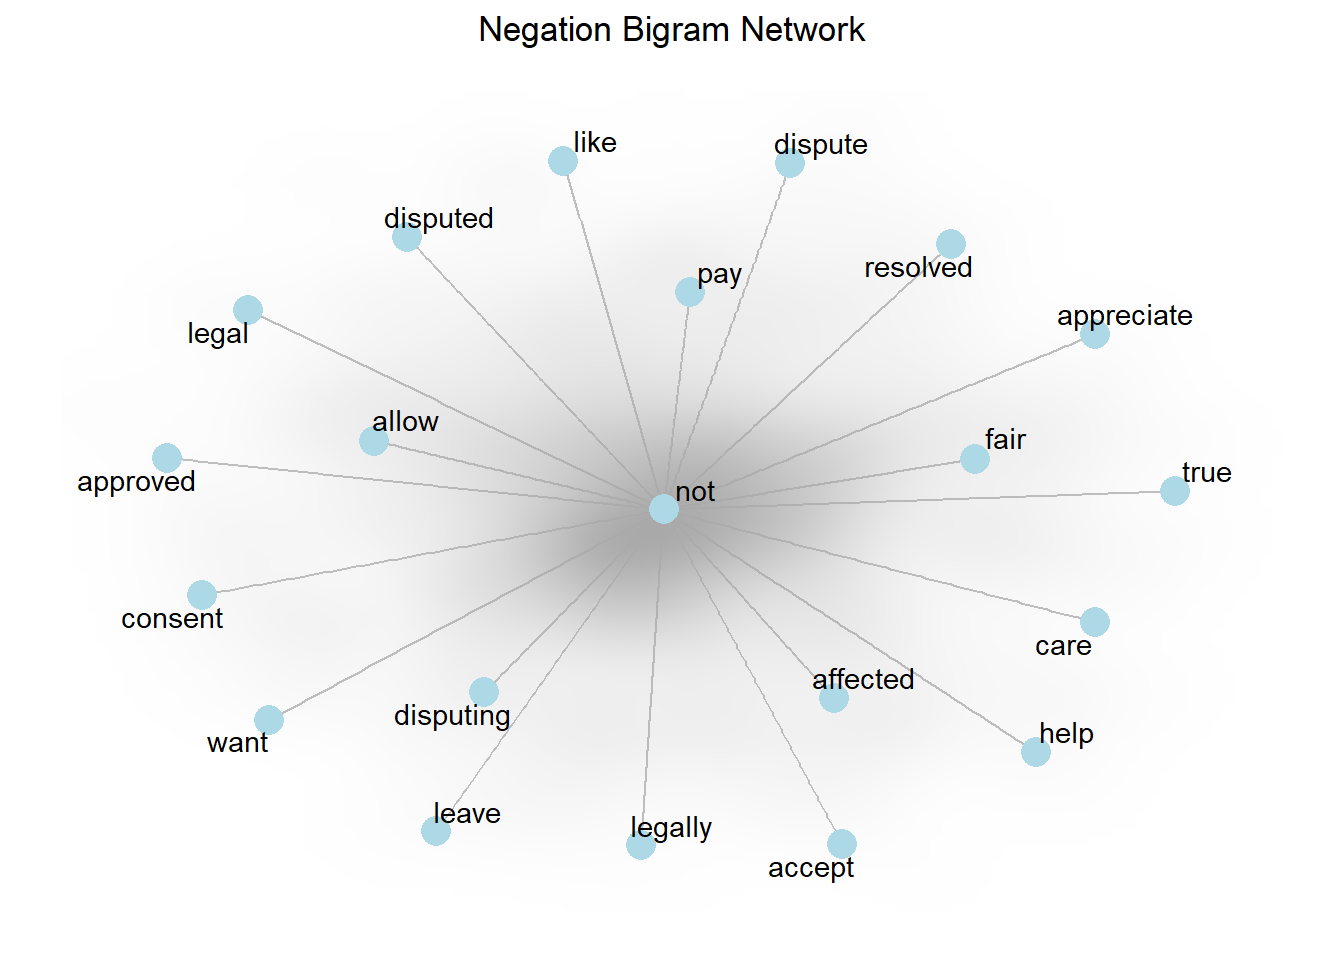 Negation Bigram Network
like
dispute
disputed
resolved
pay
appreciate
legal
allow
fair
approved
true
not
consent
care
affected
disputing
want
help
leave
legally
accept